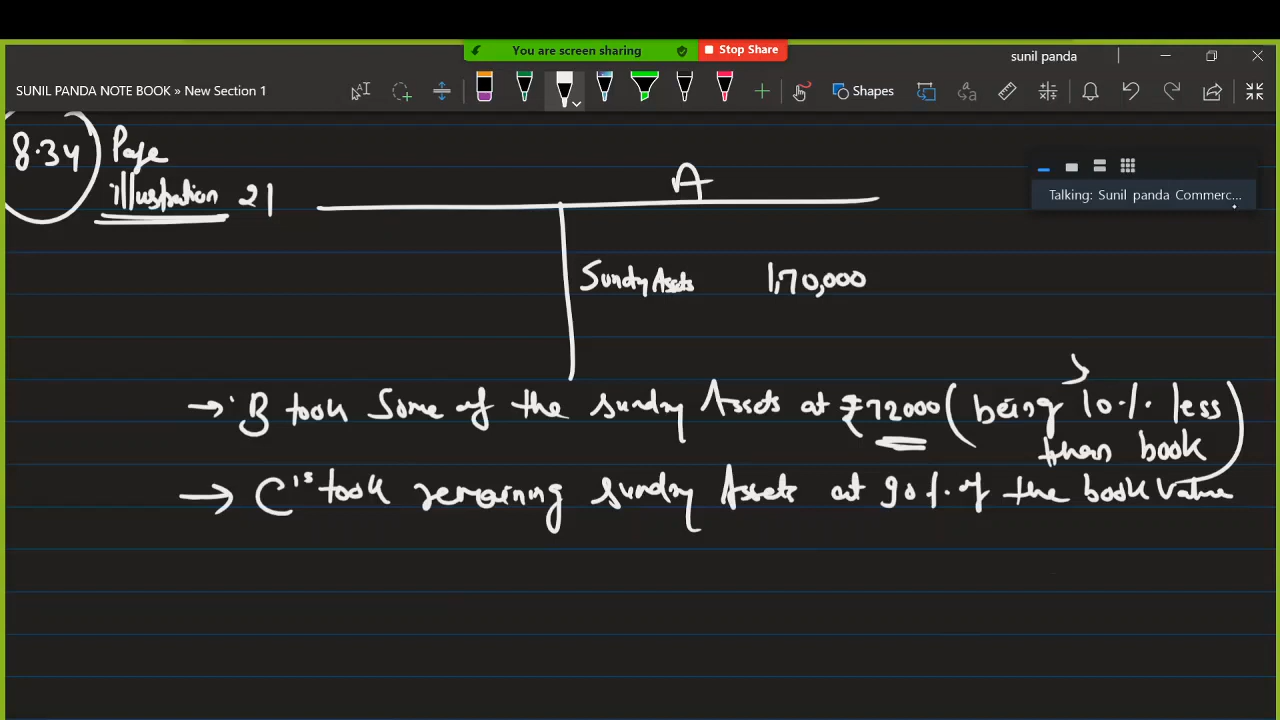 You are screen sharing
Stop Share
sunil panda
SUNIL PANDA NOTE BOOK » New Section 1
Shapes
8.34 Page
illustration 21
A
Talking: Sunil panda Commerc...
Sundry Assets 1,70,000
→ B took Some of the sundry Assets at ₹72000 (being 10% less
than book
→ C is took remaining sundry Assets at 90% of the book Value